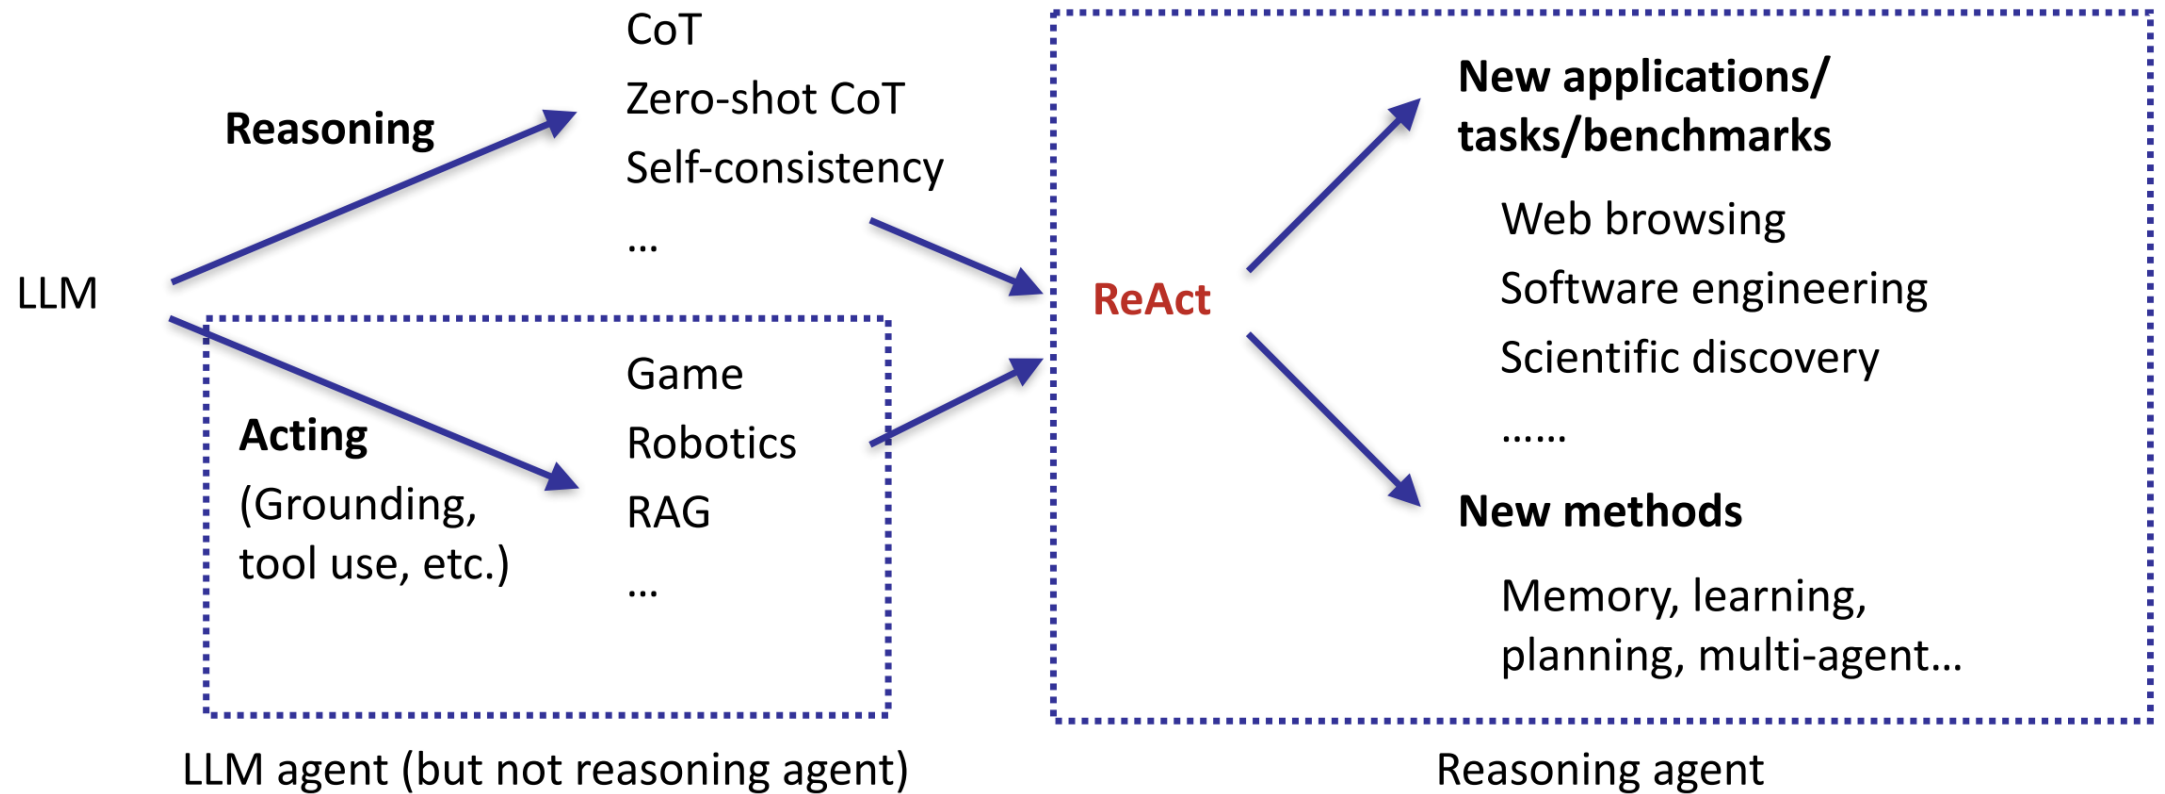 LLM
Reasoning
CoT
Zero-shot CoT
Self-consistency
...
Acting
(Grounding,
tool use, etc.)
Game
Robotics
RAG
...
LLM agent (but not reasoning agent)
ReAct
New applications/
tasks/benchmarks
Web browsing
Software engineering
Scientific discovery
......
New methods
Memory, learning,
planning, multi-agent...
Reasoning agent